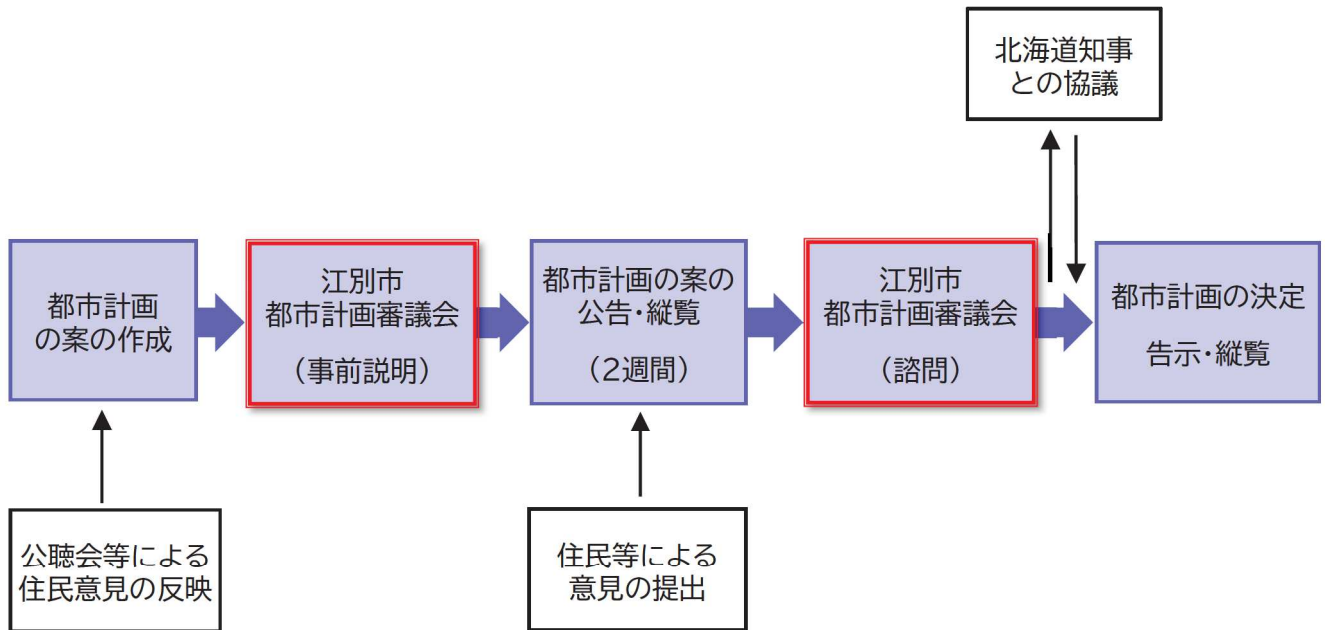 北海道知事
との協議
都市計画
の案の作成
江別市
都市計画審議会
（事前説明）
都市計画の案の
公告・縦覧
（2週間）
江別市
都市計画審議会
（諮問）
都市計画の決定
告示・縦覧
公聴会等による
住民意見の反映
住民等による
意見の提出